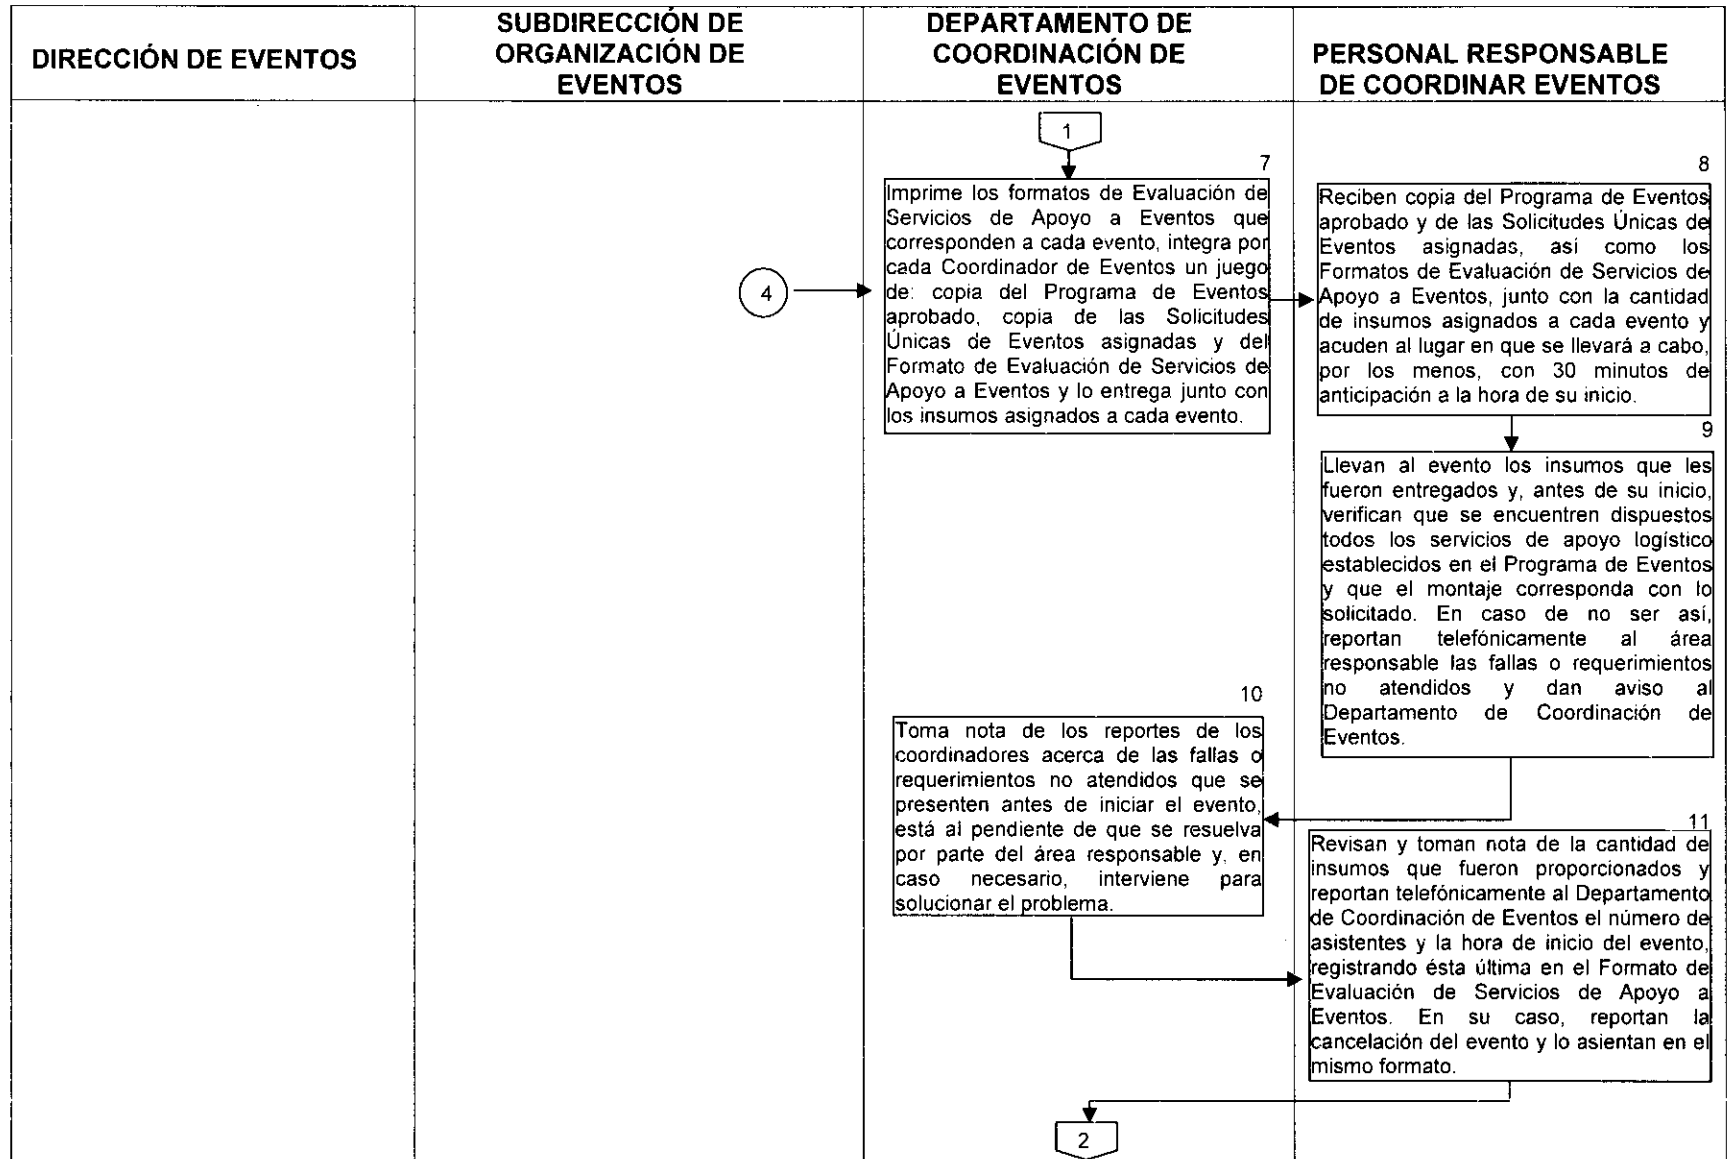 DIRECCIÓN DE EVENTOS
SUBDIRECCIÓN DE
ORGANIZACIÓN DE
EVENTOS
DEPARTAMENTO DE
COORDINACIÓN DE
EVENTOS
PERSONAL RESPONSABLE
DE COORDINAR EVENTOS
1
7
Imprime los formatos de Evaluación de
Servicios de Apoyo a Eventos que
corresponden a cada evento, integra por
cada Coordinador de Eventos un juego
de: copia del Programa de Eventos
aprobado, copia de las Solicitudes
Únicas de Eventos asignadas y del
Formato de Evaluación de Servicios de
Apoyo a Eventos y lo entrega junto con
los insumos asignados a cada evento.
4
8
Reciben copia del Programa de Eventos
aprobado y de las Solicitudes Únicas de
Eventos asignadas, así como los
Formatos de Evaluación de Servicios de
Apoyo a Eventos, junto con la cantidad
de insumos asignados a cada evento y
acuden al lugar en que se llevará a cabo,
por los menos, con 30 minutos de
anticipación a la hora de su inicio.
9
Llevan al evento los insumos que les
fueron entregados y, antes de su inicio,
verifican que se encuentren dispuestos
todos los servicios de apoyo logístico
establecidos en el Programa de Eventos
y que el montaje corresponda con lo
solicitado. En caso de no ser así,
reportan telefónicamente al área
responsable las fallas o requerimientos
no atendidos y dan aviso al
Departamento de Coordinación de
Eventos.
10
Toma nota de los reportes de los
coordinadores acerca de las fallas o
requerimientos no atendidos que se
presenten antes de iniciar el evento,
está al pendiente de que se resuelva
por parte del área responsable y, en
caso necesario, interviene para
solucionar el problema.
11
Revisan y toman nota de la cantidad de
insumos que fueron proporcionados y
reportan telefónicamente al Departamento
de Coordinación de Eventos el número de
asistentes y la hora de inicio del evento,
registrando ésta última en el Formato de
Evaluación de Servicios de Apoyo a
Eventos. En su caso, reportan la
cancelación del evento y lo asientan en el
mismo formato.
2